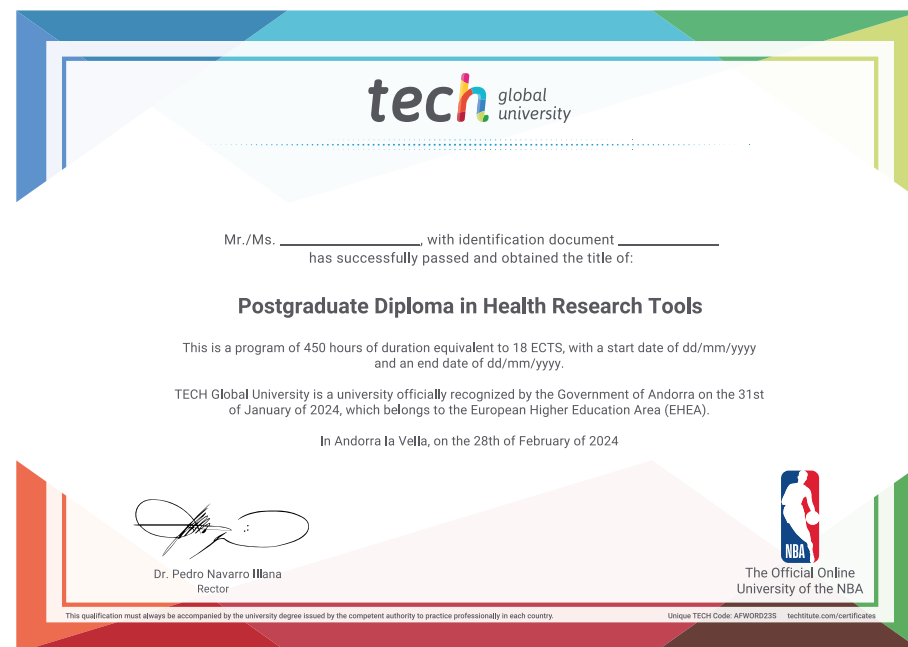 tech global university
Mr./Ms. ____________________, with identification document ______________
has successfully passed and obtained the title of:
Postgraduate Diploma in Health Research Tools
This is a program of 450 hours of duration equivalent to 18 ECTS, with a start date of dd/mm/yyyy
and an end date of dd/mm/yyyy.
TECH Global University is a university officially recognized by the Government of Andorra on the 31st
of January of 2024, which belongs to the European Higher Education Area (EHEA).
In Andorra la Vella, on the 28th of February of 2024
Dr. Pedro Navarro Illana
Rector
NBA
The Official Online
University of the NBA
This qualification must always be accompanied by the university degree issued by the competent authority to practice professionally in each country.
Unique TECH Code: AFWORD23S techtitute.com/certificates